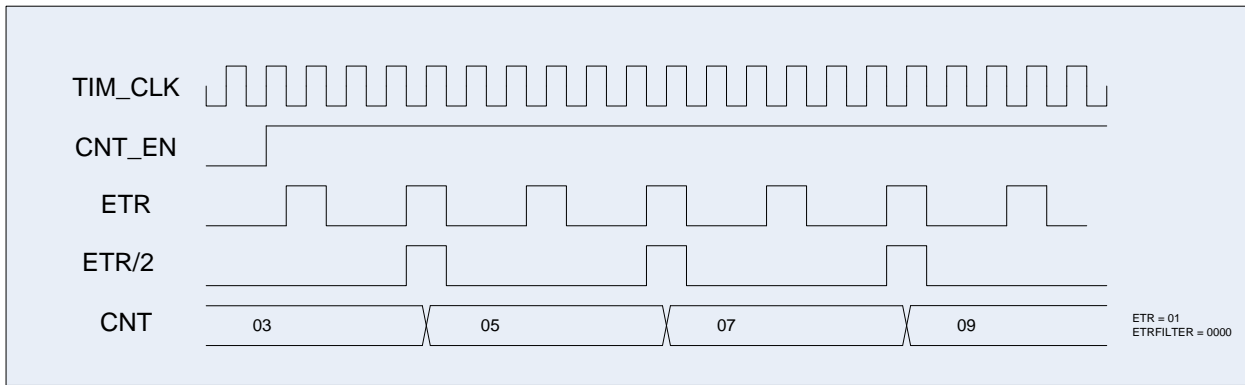 TIM_CLK
CNT_EN
ETR
ETR/2
CNT
03 05 07 09
ETR = 01
ETRFILTER = 0000